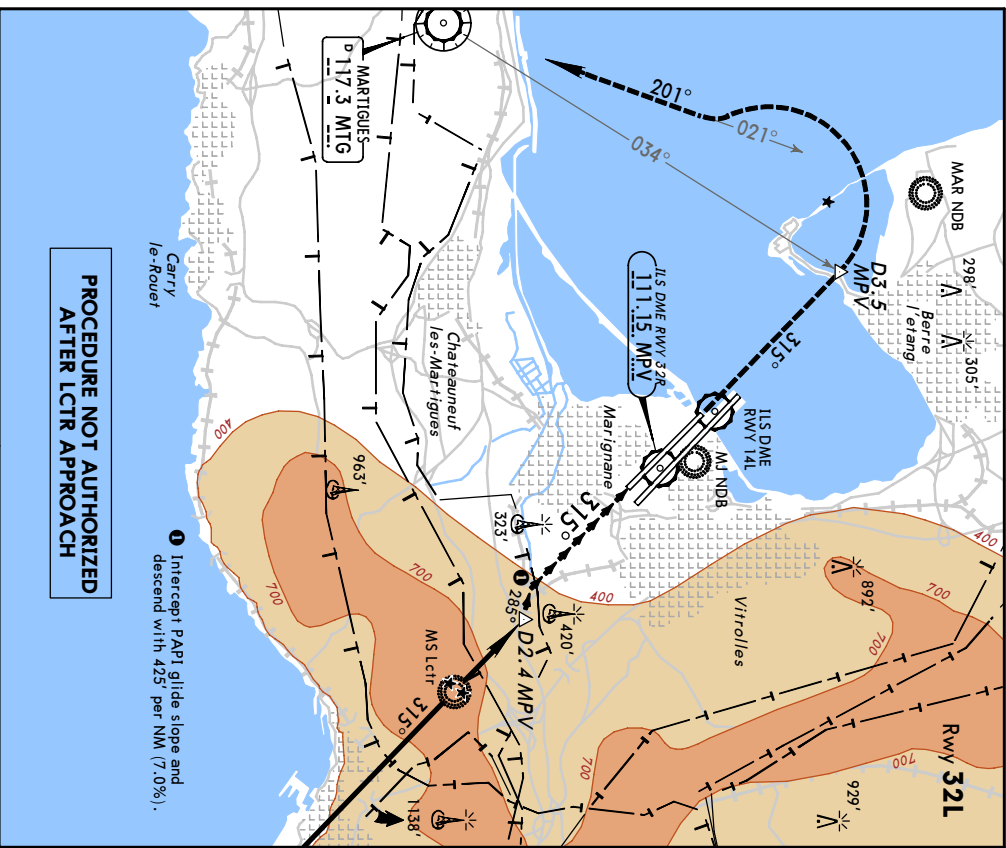 MAR NDB
298'
305'
Berre
l'etang
D3.5
MPV
315°
201°
021°
034°
ILS DME RWY 32R
111.15 MPV
ILS DME
RWY 14L
MJ NDB
Marignane
D
MARTIGUES
117.3 MTG
Chateauneuf
les-Martigues
Carry
le-Rouet
400
700
700
963'
323'
315°
1
285°
D2.4 MPV
420'
400
MS Lctr
315°
1138'
Vitrolles
892'
400
700
700
700
700
929'
Rwy 32L
1 Intercept PAPI glide slope and
descend with 425' per NM (7.0%).
PROCEDURE NOT AUTHORIZED
AFTER LCTR APPROACH